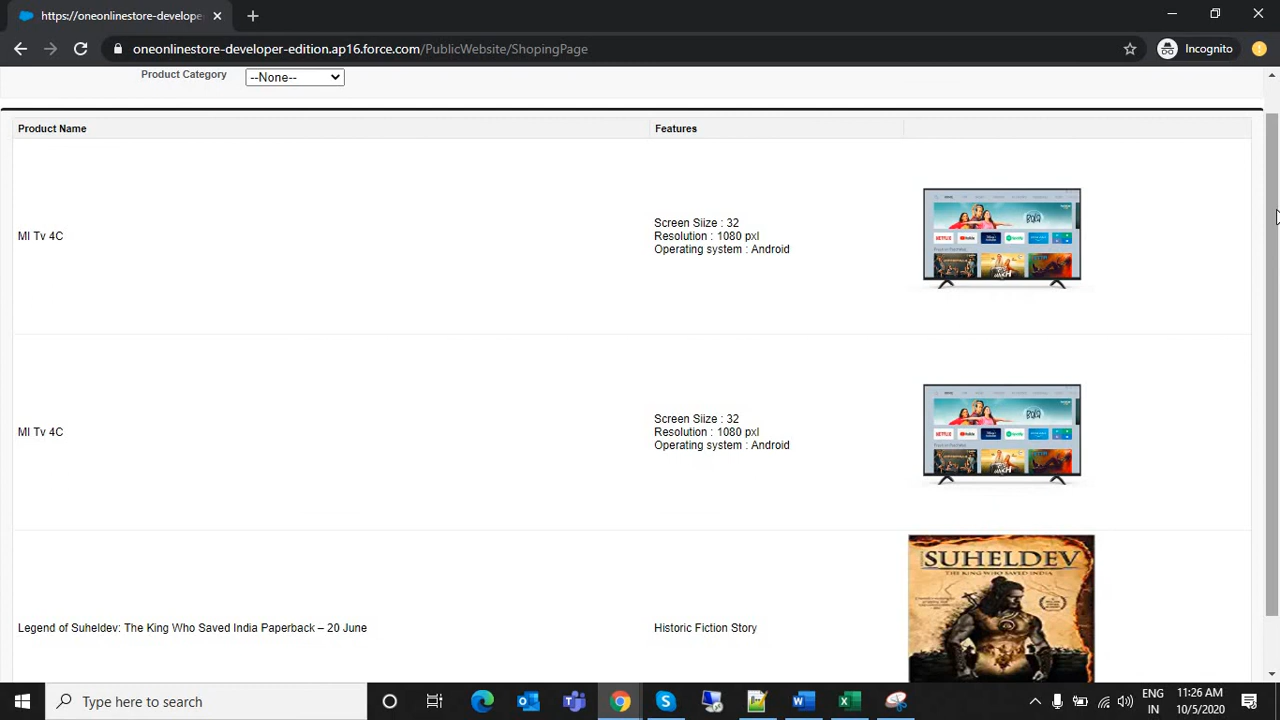 https://oneonlinestore-develope
oneonlinestore-developer-edition.ap16.force.com/PublicWebsite/ShopingPage
Incognito
Product Category
--None--
Product Name
Features
MI Tv 4C
Screen Siize : 32
Resolution : 1080 pxl
Operating system : Android
MI Tv 4C
Screen Siize : 32
Resolution : 1080 pxl
Operating system : Android
SUHELDEV
THE KING WHO SAVED INDIA
Legend of Suheldev: The King Who Saved India Paperback – 20 June
Historic Fiction Story
Type here to search
ENG
IN
11:26 AM
10/5/2020